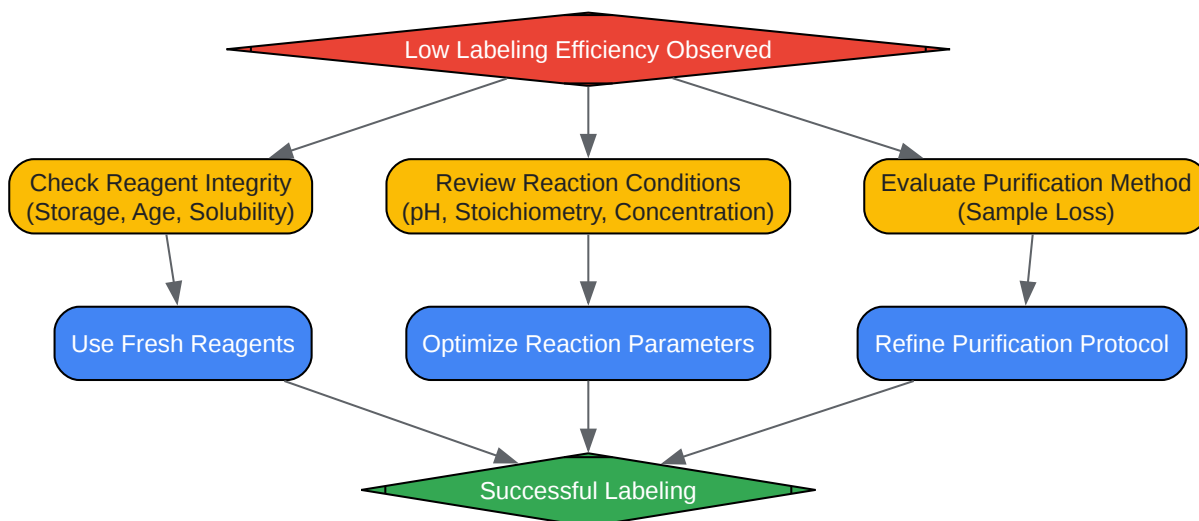 Low Labeling Efficiency Observed
Check Reagent Integrity
(Storage, Age, Solubility)
Review Reaction Conditions
(pH, Stoichiometry, Concentration)
Evaluate Purification Method
(Sample Loss)
Use Fresh Reagents
Optimize Reaction Parameters
Refine Purification Protocol
Successful Labeling